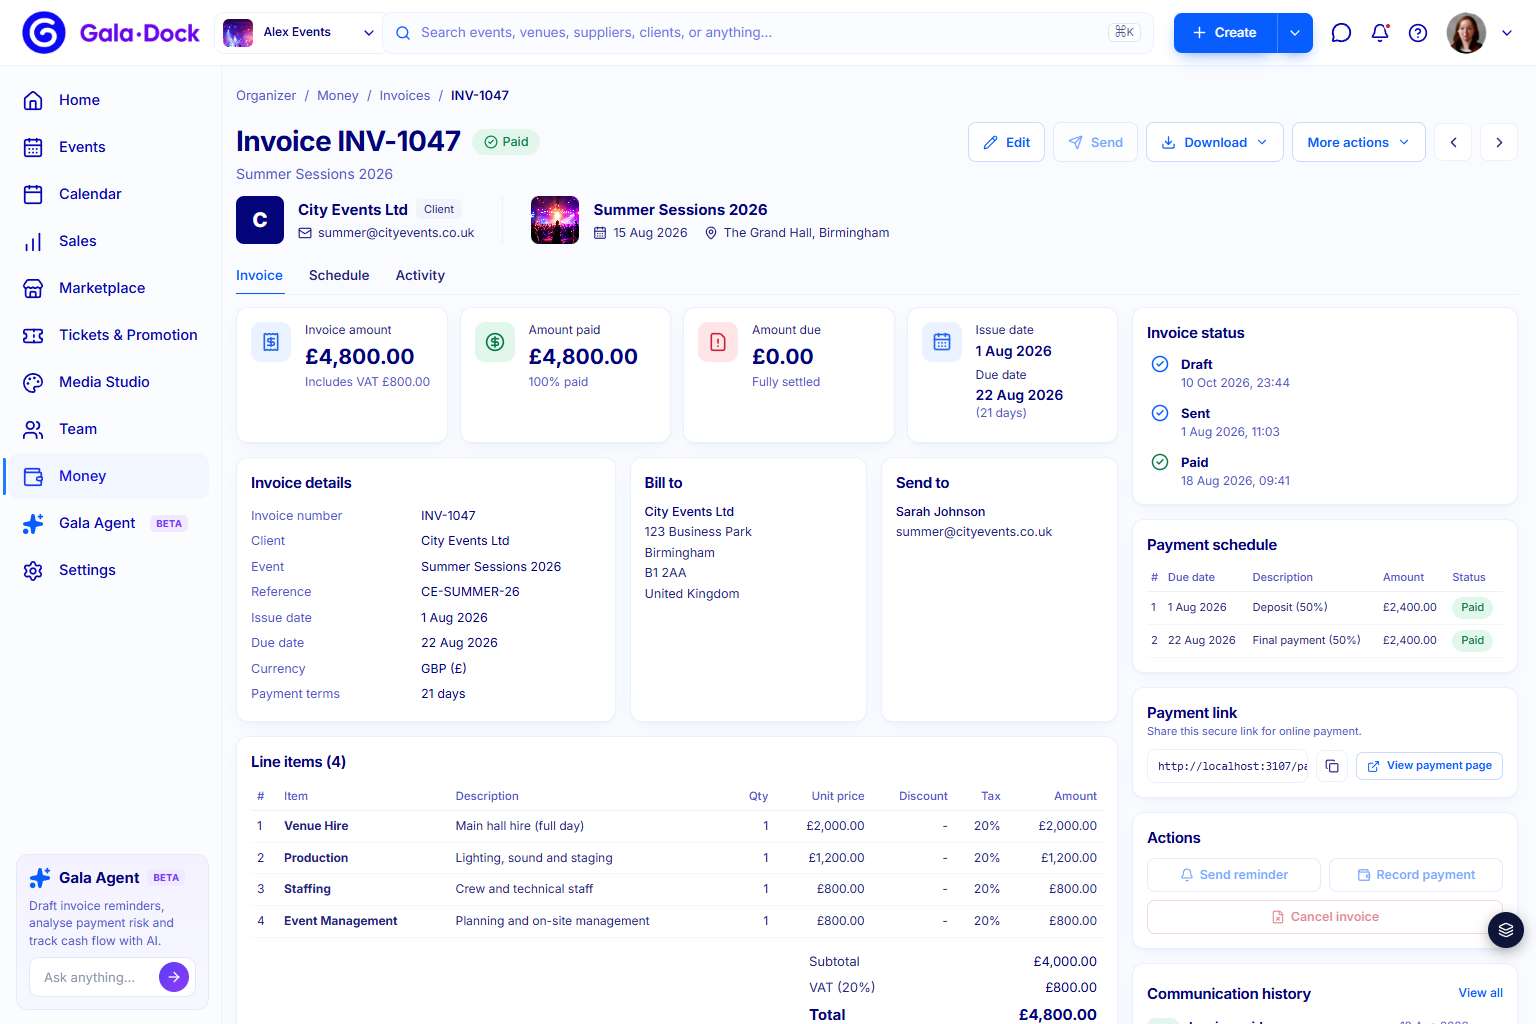 Gala·Dock
Alex Events
Search events, venues, suppliers, clients, or anything...
⌘K
Create
Home
Events
Calendar
Sales
Marketplace
Tickets & Promotion
Media Studio
Team
Money
Gala Agent BETA
Settings
Gala Agent BETA
Draft invoice reminders,
analyse payment risk and
track cash flow with AI.
Ask anything...
Organizer / Money / Invoices / INV-1047
Invoice INV-1047 Paid
Summer Sessions 2026
Edit
Send
Download
More actions
C
City Events Ltd Client
summer@cityevents.co.uk
Summer Sessions 2026
15 Aug 2026 The Grand Hall, Birmingham
Invoice Schedule Activity
Invoice amount
£4,800.00
Includes VAT £800.00
Amount paid
£4,800.00
100% paid
Amount due
£0.00
Fully settled
Issue date
1 Aug 2026
Due date
22 Aug 2026
(21 days)
Invoice details
Invoice number INV-1047
Client City Events Ltd
Event Summer Sessions 2026
Reference CE-SUMMER-26
Issue date 1 Aug 2026
Due date 22 Aug 2026
Currency GBP (£)
Payment terms 21 days
Bill to
City Events Ltd
123 Business Park
Birmingham
B1 2AA
United Kingdom
Send to
Sarah Johnson
summer@cityevents.co.uk
Line items (4)
# Item Description Qty Unit price Discount Tax Amount
1 Venue Hire Main hall hire (full day) 1 £2,000.00 - 20% £2,000.00
2 Production Lighting, sound and staging 1 £1,200.00 - 20% £1,200.00
3 Staffing Crew and technical staff 1 £800.00 - 20% £800.00
4 Event Management Planning and on-site management 1 £800.00 - 20% £800.00
Subtotal £4,000.00
VAT (20%) £800.00
Total £4,800.00
Invoice status
Draft
10 Oct 2026, 23:44
Sent
1 Aug 2026, 11:03
Paid
18 Aug 2026, 09:41
Payment schedule
# Due date Description Amount Status
1 1 Aug 2026 Deposit (50%) £2,400.00 Paid
2 22 Aug 2026 Final payment (50%) £2,400.00 Paid
Payment link
Share this secure link for online payment.
http://localhost:3107/pa
View payment page
Actions
Send reminder
Record payment
Cancel invoice
Communication history View all